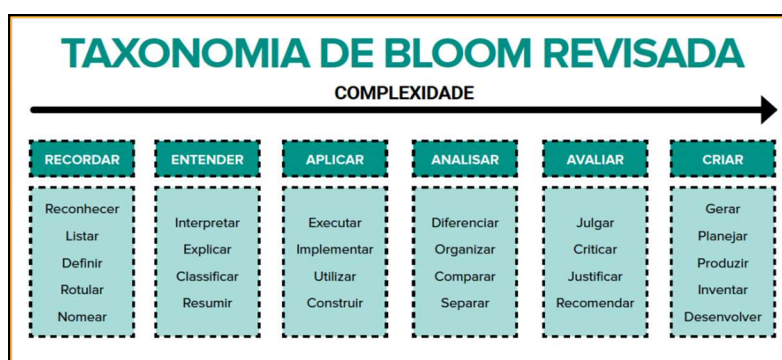 TAXONOMIA DE BLOOM REVISADA
COMPLEXIDADE
RECORDAR
Reconhecer
Listar
Definir
Rotular
Nomear
ENTENDER
Interpretar
Explicar
Classificar
Resumir
APLICAR
Executar
Implementar
Utilizar
Construir
ANALISAR
Diferenciar
Organizar
Comparar
Separar
AVALIAR
Julgar
Criticar
Justificar
Recomendar
CRIAR
Gerar
Planejar
Produzir
Inventar
Desenvolver